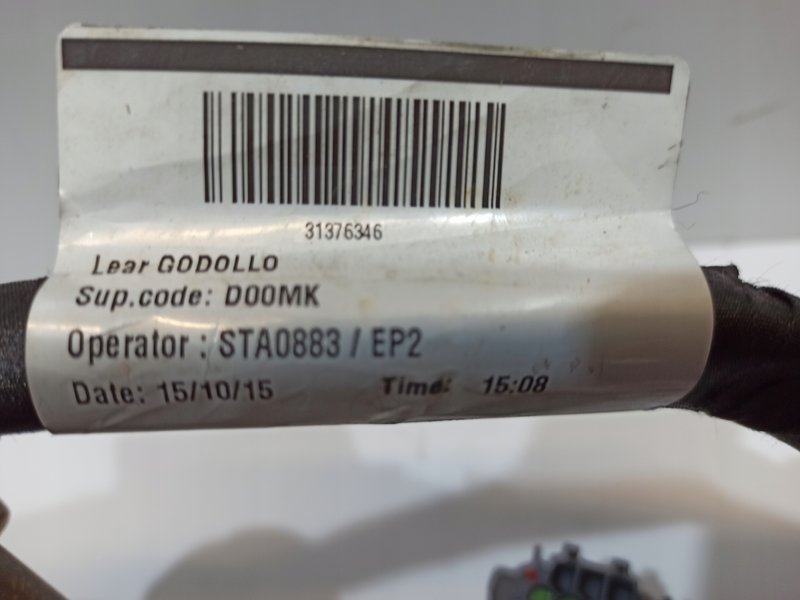 31376346
Lear GODOLLO
Sup.code: D00MK
Operator : STA0883 / EP2
Date: 15/10/15 Time: 15:08